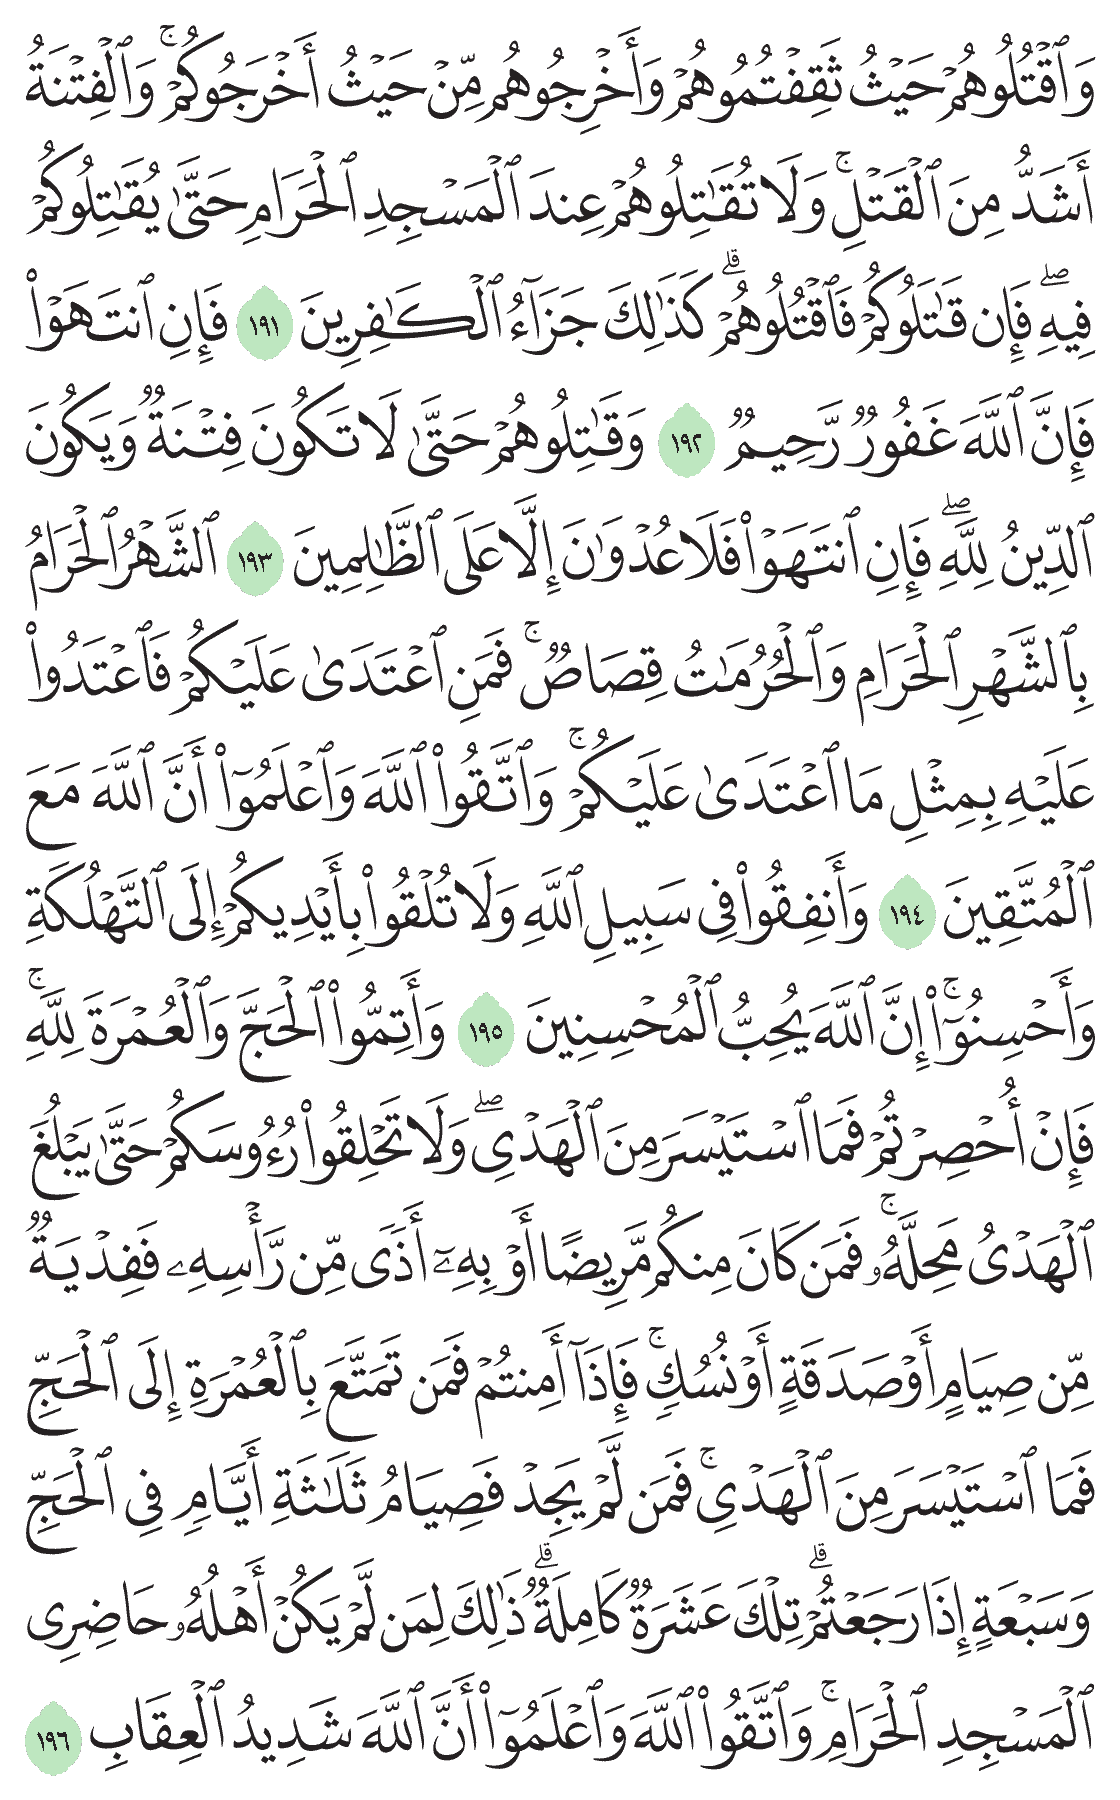 وَٱقْتُلُوهُمْ حَيْثُ ثَقِفْتُمُوهُمْ وَأَخْرِجُوهُم مِّنْ حَيْثُ أَخْرَجُوكُمْ ۚ وَٱلْفِتْنَةُ
أَشَدُّ مِنَ ٱلْقَتْلِ ۚ وَلَا تُقَـٰتِلُوهُمْ عِندَ ٱلْمَسْجِدِ ٱلْحَرَامِ حَتَّىٰ يُقَـٰتِلُوكُمْ
فِيهِ ۖ فَإِن قَـٰتَلُوكُمْ فَٱقْتُلُوهُمْ ۗ كَذَٰلِكَ جَزَآءُ ٱلْكَـٰفِرِينَ ١٩١ فَإِنِ ٱنتَهَوْا۟
فَإِنَّ ٱللَّهَ غَفُورٌ رَّحِيمٌ ١٩٢ وَقَـٰتِلُوهُمْ حَتَّىٰ لَا تَكُونَ فِتْنَةٌ وَيَكُونَ
ٱلدِّينُ لِلَّهِ ۖ فَإِنِ ٱنتَهَوْا۟ فَلَا عُدْوَٰنَ إِلَّا عَلَى ٱلظَّـٰلِمِينَ ١٩٣ ٱلشَّهْرُ ٱلْحَرَامُ
بِٱلشَّهْرِ ٱلْحَرَامِ وَٱلْحُرُمَـٰتُ قِصَاصٌ ۚ فَمَنِ ٱعْتَدَىٰ عَلَيْكُمْ فَٱعْتَدُوا۟
عَلَيْهِ بِمِثْلِ مَا ٱعْتَدَىٰ عَلَيْكُمْ ۚ وَٱتَّقُوا۟ ٱللَّهَ وَٱعْلَمُوٓا۟ أَنَّ ٱللَّهَ مَعَ
ٱلْمُتَّقِينَ ١٩٤ وَأَنفِقُوا۟ فِى سَبِيلِ ٱللَّهِ وَلَا تُلْقُوا۟ بِأَيْدِيكُمْ إِلَى ٱلتَّهْلُكَةِ
وَأَحْسِنُوٓا۟ ۚ إِنَّ ٱللَّهَ يُحِبُّ ٱلْمُحْسِنِينَ ١٩٥ وَأَتِمُّوا۟ ٱلْحَجَّ وَٱلْعُمْرَةَ لِلَّهِ ۚ
فَإِنْ أُحْصِرْتُمْ فَمَا ٱسْتَيْسَرَ مِنَ ٱلْهَدْىِ ۖ وَلَا تَحْلِقُوا۟ رُءُوسَكُمْ حَتَّىٰ يَبْلُغَ
ٱلْهَدْىُ مَحِلَّهُۥ ۚ فَمَن كَانَ مِنكُم مَّرِيضًا أَوْ بِهِۦٓ أَذًى مِّن رَّأْسِهِۦ فَفِدْيَةٌ
مِّن صِيَامٍ أَوْ صَدَقَةٍ أَوْ نُسُكٍ ۚ فَإِذَآ أَمِنتُمْ فَمَن تَمَتَّعَ بِٱلْعُمْرَةِ إِلَى ٱلْحَجِّ
فَمَا ٱسْتَيْسَرَ مِنَ ٱلْهَدْىِ ۚ فَمَن لَّمْ يَجِدْ فَصِيَامُ ثَلَـٰثَةِ أَيَّامٍ فِى ٱلْحَجِّ
وَسَبْعَةٍ إِذَا رَجَعْتُمْ ۗ تِلْكَ عَشَرَةٌ كَامِلَةٌ ۗ ذَٰلِكَ لِمَن لَّمْ يَكُنْ أَهْلُهُۥ حَاضِرِى
ٱلْمَسْجِدِ ٱلْحَرَامِ ۚ وَٱتَّقُوا۟ ٱللَّهَ وَٱعْلَمُوٓا۟ أَنَّ ٱللَّهَ شَدِيدُ ٱلْعِقَابِ ١٩٦